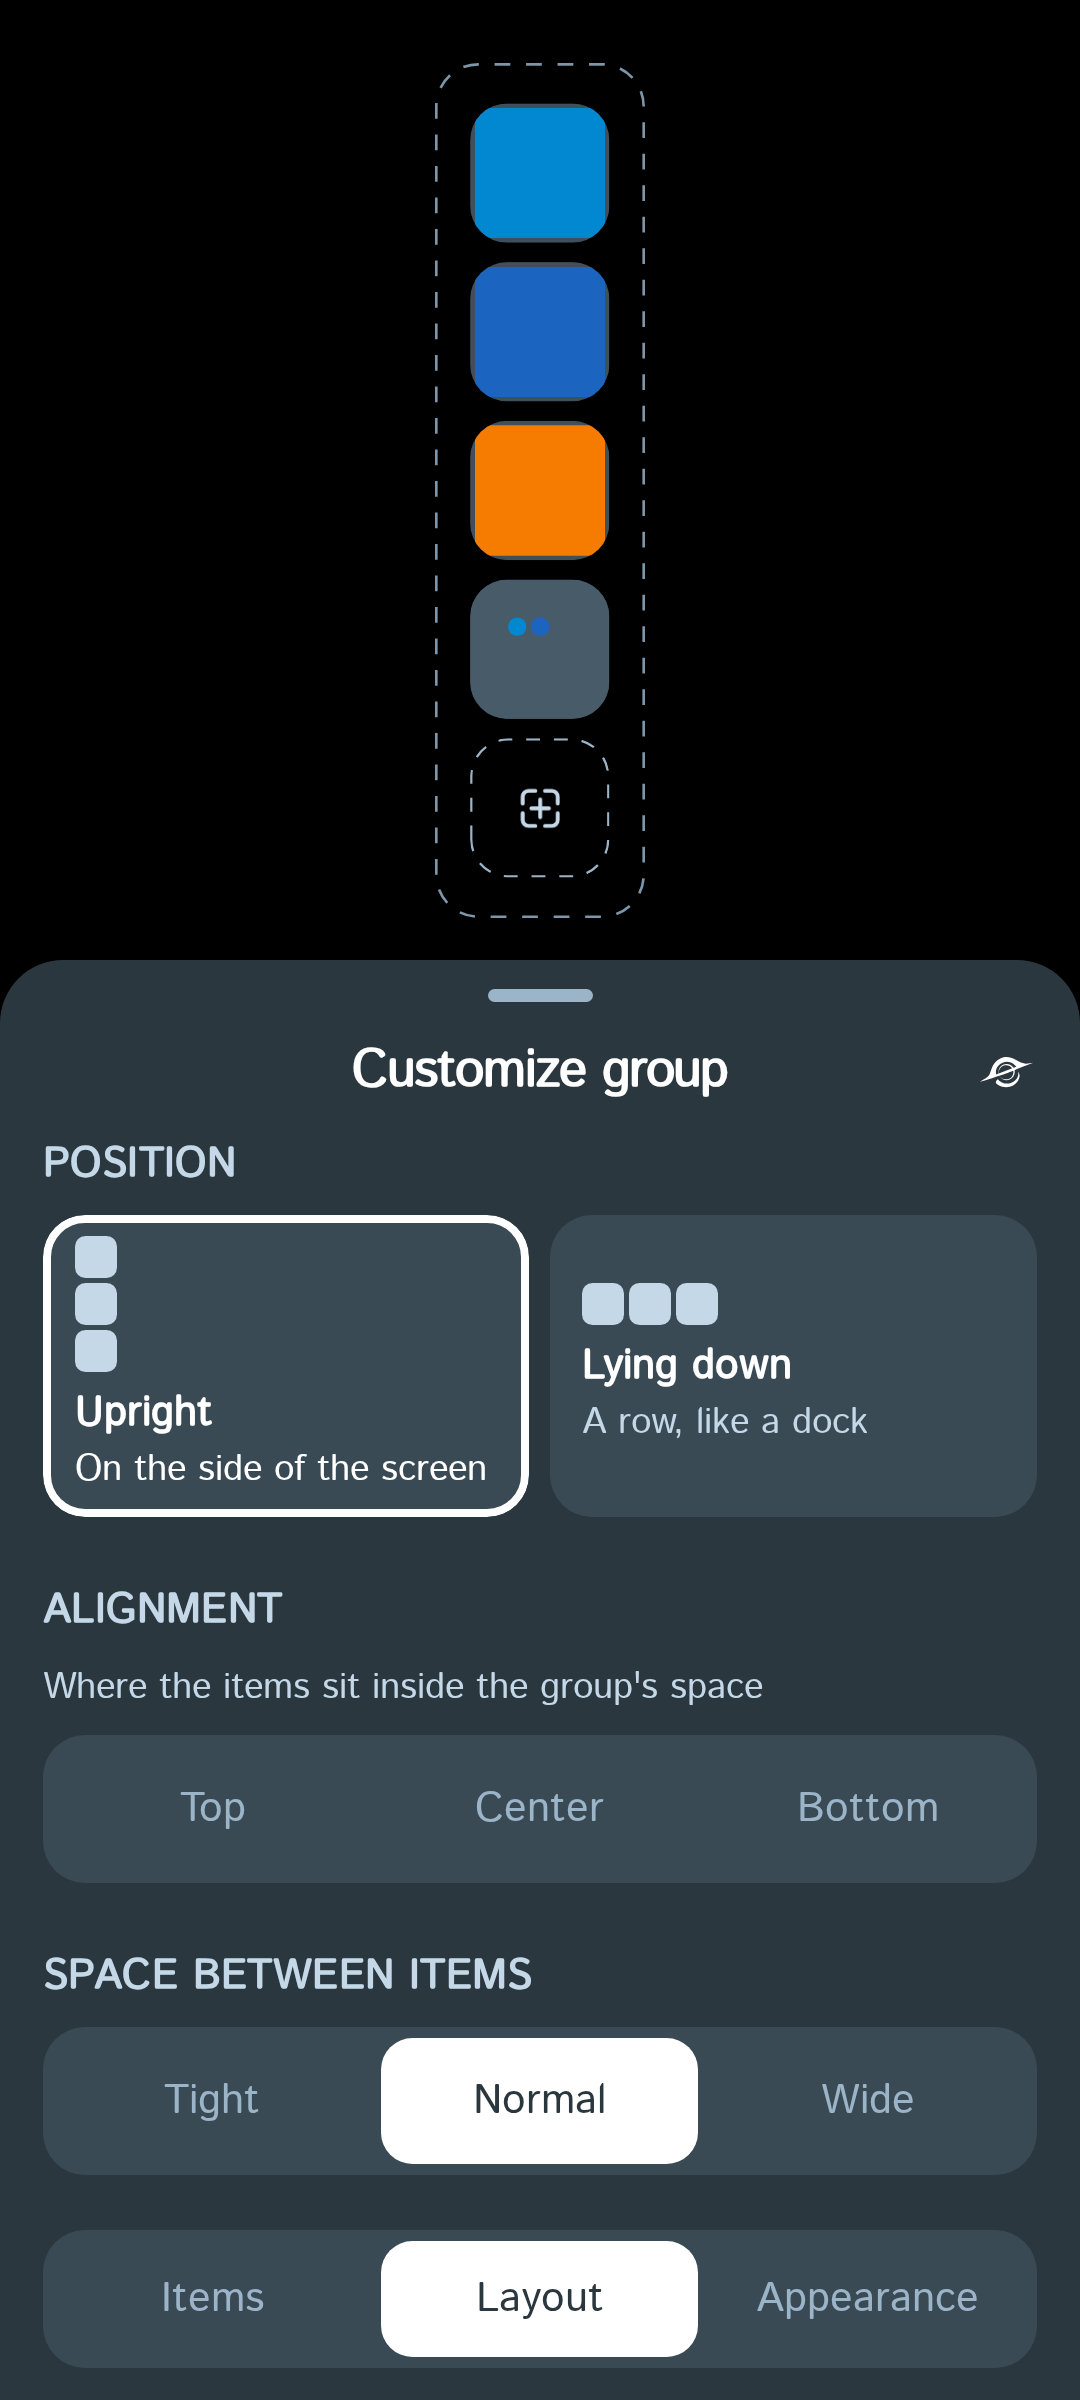 Customize group
POSITION
Upright
On the side of the screen
Lying down
A row, like a dock
ALIGNMENT
Where the items sit inside the group's space
Top
Center
Bottom
SPACE BETWEEN ITEMS
Tight
Normal
Wide
Items
Layout
Appearance